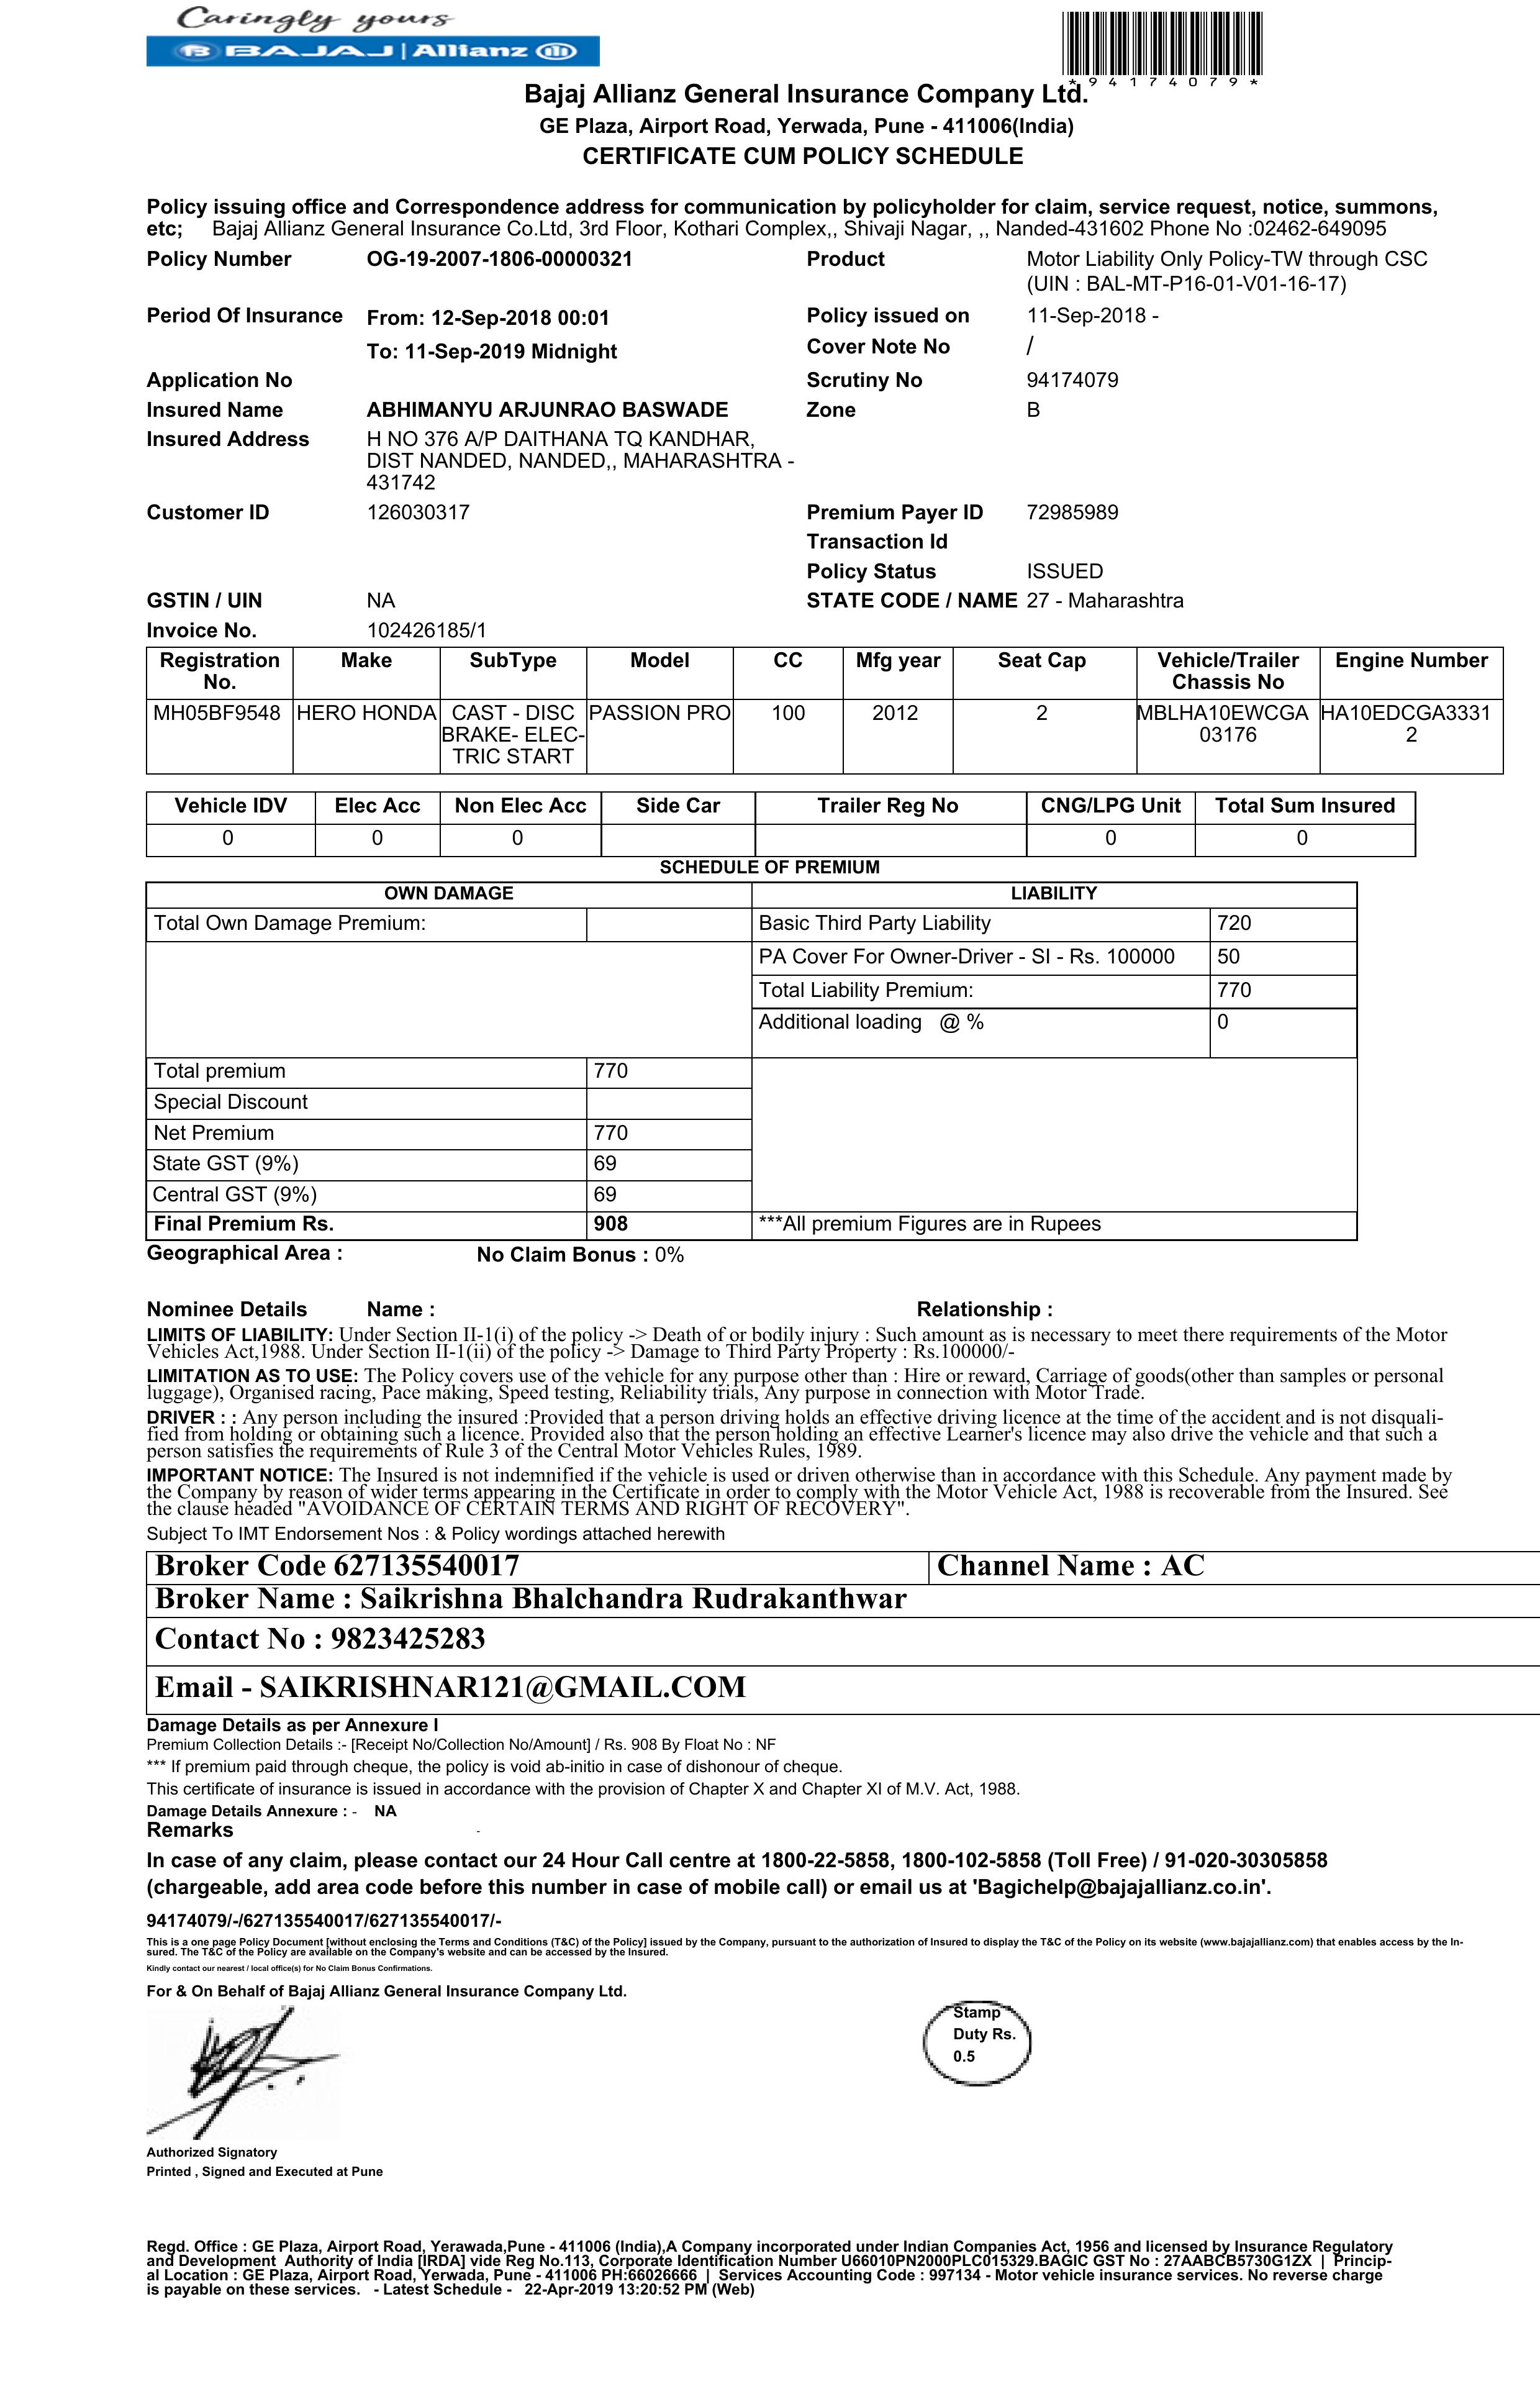 Caringly yours
BAJAJ | Allianz
*94174079*
Bajaj Allianz General Insurance Company Ltd.
GE Plaza, Airport Road, Yerwada, Pune - 411006(India)
CERTIFICATE CUM POLICY SCHEDULE
Policy issuing office and Correspondence address for communication by policyholder for claim, service request, notice, summons,
etc; Bajaj Allianz General Insurance Co.Ltd, 3rd Floor, Kothari Complex,, Shivaji Nagar, ,, Nanded-431602 Phone No :02462-649095
Policy Number OG-19-2007-1806-00000321 Product Motor Liability Only Policy-TW through CSC
(UIN : BAL-MT-P16-01-V01-16-17)
Period Of Insurance From: 12-Sep-2018 00:01 Policy issued on 11-Sep-2018 -
To: 11-Sep-2019 Midnight Cover Note No /
Application No Scrutiny No 94174079
Insured Name ABHIMANYU ARJUNRAO BASWADE Zone B
Insured Address H NO 376 A/P DAITHANA TQ KANDHAR,
DIST NANDED, NANDED,, MAHARASHTRA -
431742
Customer ID 126030317 Premium Payer ID 72985989
Transaction Id
Policy Status ISSUED
GSTIN / UIN NA STATE CODE / NAME 27 - Maharashtra
Invoice No. 102426185/1
Registration Make SubType Model CC Mfg year Seat Cap Vehicle/Trailer Engine Number
No. Chassis No
MH05BF9548 HERO HONDA CAST - DISC PASSION PRO 100 2012 2 MBLHA10EWCGA HA10EDCGA3331
BRAKE- ELEC- 03176 2
TRIC START
Vehicle IDV Elec Acc Non Elec Acc Side Car Trailer Reg No CNG/LPG Unit Total Sum Insured
0 0 0 0 0
SCHEDULE OF PREMIUM
OWN DAMAGE LIABILITY
Total Own Damage Premium: Basic Third Party Liability 720
PA Cover For Owner-Driver - SI - Rs. 100000 50
Total Liability Premium: 770
Additional loading @ % 0
Total premium 770
Special Discount
Net Premium 770
State GST (9%) 69
Central GST (9%) 69
Final Premium Rs. 908 ***All premium Figures are in Rupees
Geographical Area : No Claim Bonus : 0%
Nominee Details Name : Relationship :
LIMITS OF LIABILITY: Under Section II-1(i) of the policy -> Death of or bodily injury : Such amount as is necessary to meet there requirements of the Motor
Vehicles Act,1988. Under Section II-1(ii) of the policy -> Damage to Third Party Property : Rs.100000/-
LIMITATION AS TO USE: The Policy covers use of the vehicle for any purpose other than : Hire or reward, Carriage of goods(other than samples or personal
luggage), Organised racing, Pace making, Speed testing, Reliability trials, Any purpose in connection with Motor Trade.
DRIVER : : Any person including the insured :Provided that a person driving holds an effective driving licence at the time of the accident and is not disquali-
fied from holding or obtaining such a licence. Provided also that the person holding an effective Learner's licence may also drive the vehicle and that such a
person satisfies the requirements of Rule 3 of the Central Motor Vehicles Rules, 1989.
IMPORTANT NOTICE: The Insured is not indemnified if the vehicle is used or driven otherwise than in accordance with this Schedule. Any payment made by
the Company by reason of wider terms appearing in the Certificate in order to comply with the Motor Vehicle Act, 1988 is recoverable from the Insured. See
the clause headed "AVOIDANCE OF CERTAIN TERMS AND RIGHT OF RECOVERY".
Subject To IMT Endorsement Nos : & Policy wordings attached herewith
Broker Code 627135540017 Channel Name : AC
Broker Name : Saikrishna Bhalchandra Rudrakanthwar
Contact No : 9823425283
Email - SAIKRISHNAR121@GMAIL.COM
Damage Details as per Annexure I
Premium Collection Details :- [Receipt No/Collection No/Amount] / Rs. 908 By Float No : NF
*** If premium paid through cheque, the policy is void ab-initio in case of dishonour of cheque.
This certificate of insurance is issued in accordance with the provision of Chapter X and Chapter XI of M.V. Act, 1988.
Damage Details Annexure : - NA
Remarks -
In case of any claim, please contact our 24 Hour Call centre at 1800-22-5858, 1800-102-5858 (Toll Free) / 91-020-30305858
(chargeable, add area code before this number in case of mobile call) or email us at 'Bagichelp@bajajallianz.co.in'.
94174079/-/627135540017/627135540017/-
This is a one page Policy Document [without enclosing the Terms and Conditions (T&C) of the Policy] issued by the Company, pursuant to the authorization of Insured to display the T&C of the Policy on its website (www.bajajallianz.com) that enables access by the In-
sured. The T&C of the Policy are available on the Company's website and can be accessed by the Insured.
Kindly contact our nearest / local office(s) for No Claim Bonus Confirmations.
For & On Behalf of Bajaj Allianz General Insurance Company Ltd.
Stamp
Duty Rs.
0.5
Authorized Signatory
Printed , Signed and Executed at Pune
Regd. Office : GE Plaza, Airport Road, Yerawada,Pune - 411006 (India),A Company incorporated under Indian Companies Act, 1956 and licensed by Insurance Regulatory
and Development Authority of India [IRDA] vide Reg No.113, Corporate Identification Number U66010PN2000PLC015329.BAGIC GST No : 27AABCB5730G1ZX | Princip-
al Location : GE Plaza, Airport Road, Yerwada, Pune - 411006 PH:66026666 | Services Accounting Code : 997134 - Motor vehicle insurance services. No reverse charge
is payable on these services. - Latest Schedule - 22-Apr-2019 13:20:52 PM (Web)